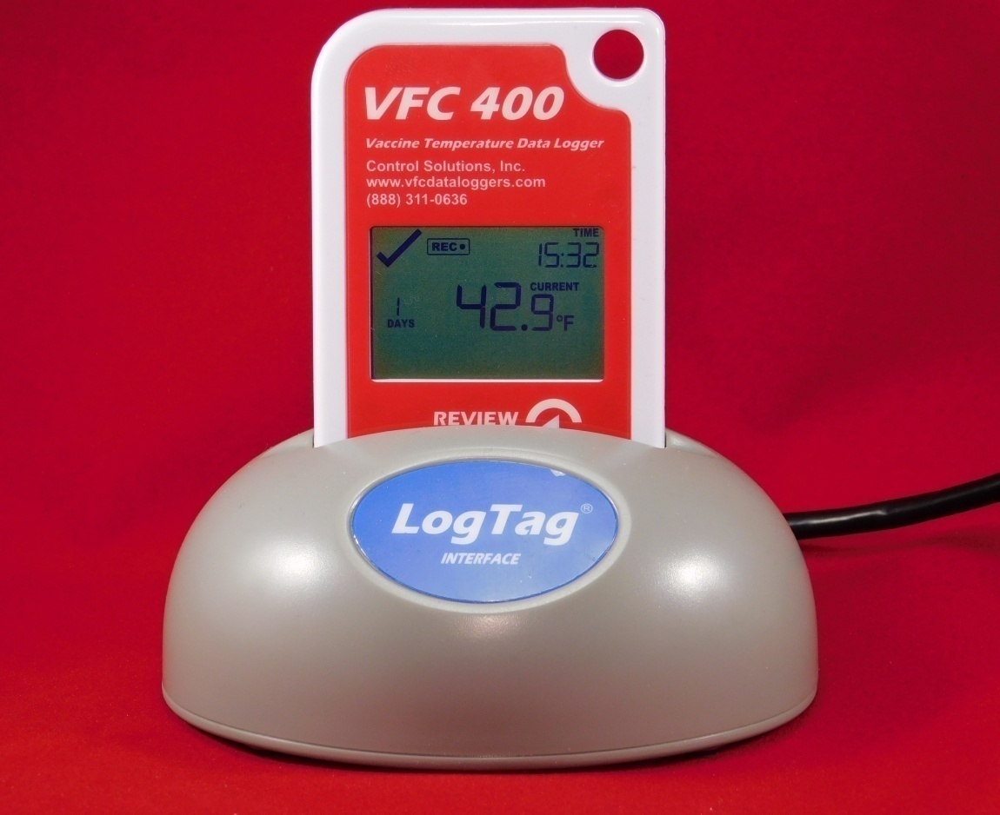 VFC 400
Vaccine Temperature Data Logger
Control Solutions, Inc.
www.vfcdataloggers.com
(888) 311-0636
REC
TIME
15:32
CURRENT
42.9°F
1
DAYS
REVIEW
LogTag®
INTERFACE